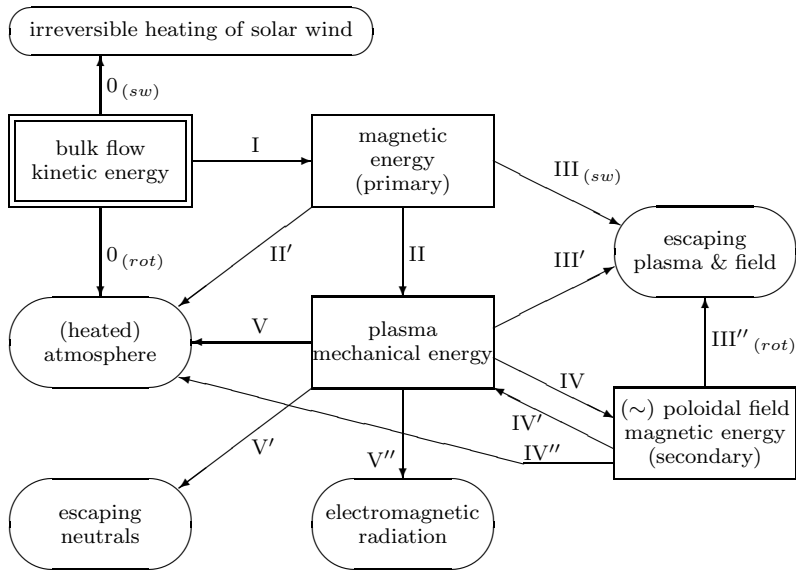 irreversible heating of solar wind
0 (sw)
bulk flow
kinetic energy
I
magnetic
energy
(primary)
III (sw)
0 (rot)
II′
II
III′
escaping
plasma & field
(heated)
atmosphere
V
plasma
mechanical energy
III′′ (rot)
IV
IV′
(∼) poloidal field
magnetic energy
(secondary)
V′
V′′
IV′′
escaping
neutrals
electromagnetic
radiation